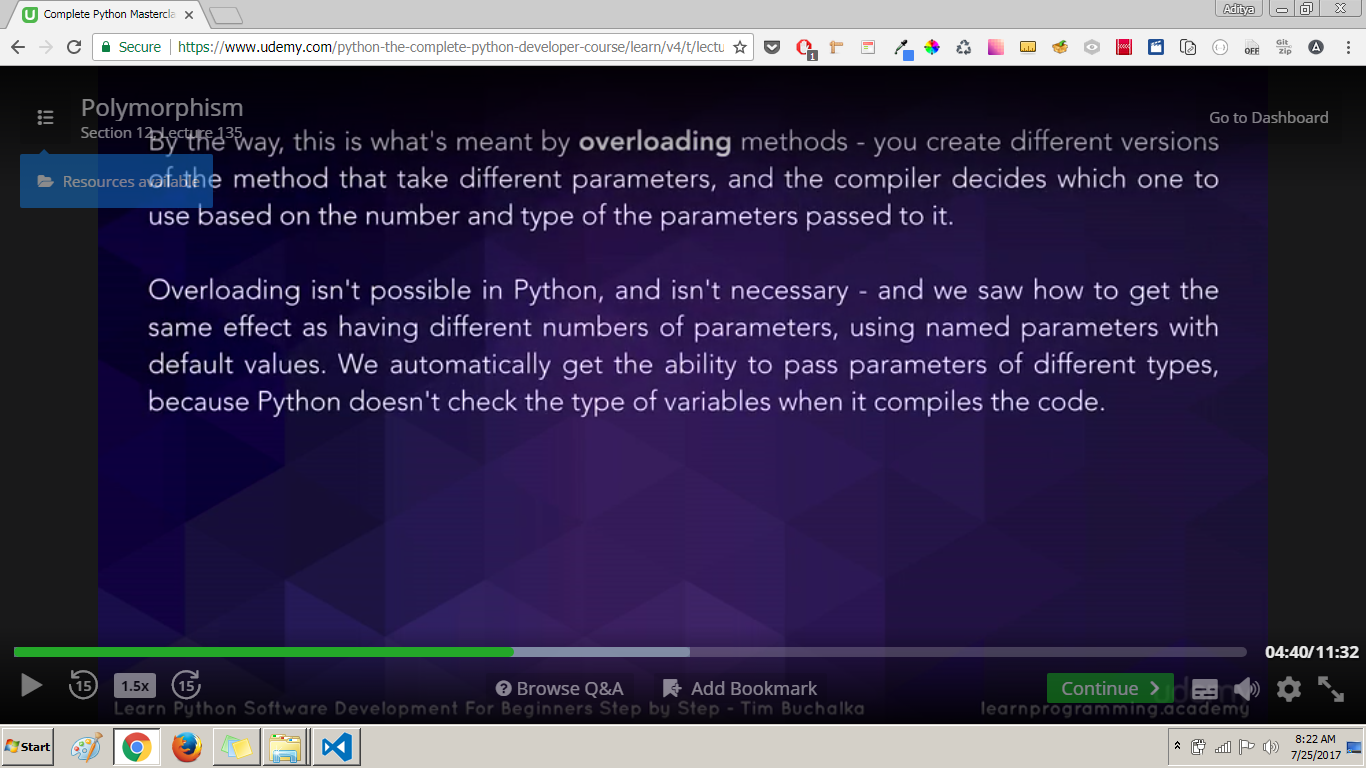 Complete Python Mastercla
Aditya
Secure
https://www.udemy.com/python-the-complete-python-developer-course/learn/v4/t/lectu
1
OFF
Git Zip
A
Polymorphism
Section 12, Lecture 135
Go to Dashboard
Resources available
By the way, this is what's meant by overloading methods - you create different versions
of the method that take different parameters, and the compiler decides which one to
use based on the number and type of the parameters passed to it.
Overloading isn't possible in Python, and isn't necessary - and we saw how to get the
same effect as having different numbers of parameters, using named parameters with
default values. We automatically get the ability to pass parameters of different types,
because Python doesn't check the type of variables when it compiles the code.
04:40/11:32
15
1.5x
15
Browse Q&A
Add Bookmark
Continue
Learn Python Software Development For Beginners Step by Step - Tim Buchalka
learnprogramming.academy
Start
8:22 AM
7/25/2017